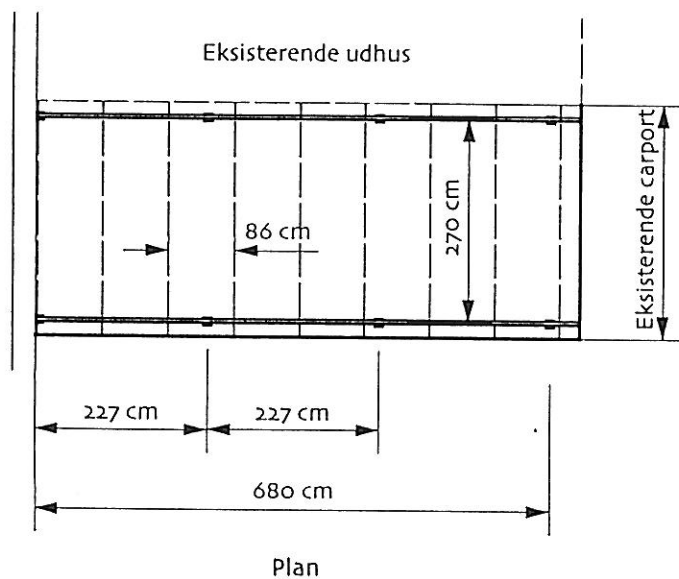 Eksisterende udhus
86 cm
270 cm
Eksisterende carport
227 cm
227 cm
680 cm
Plan